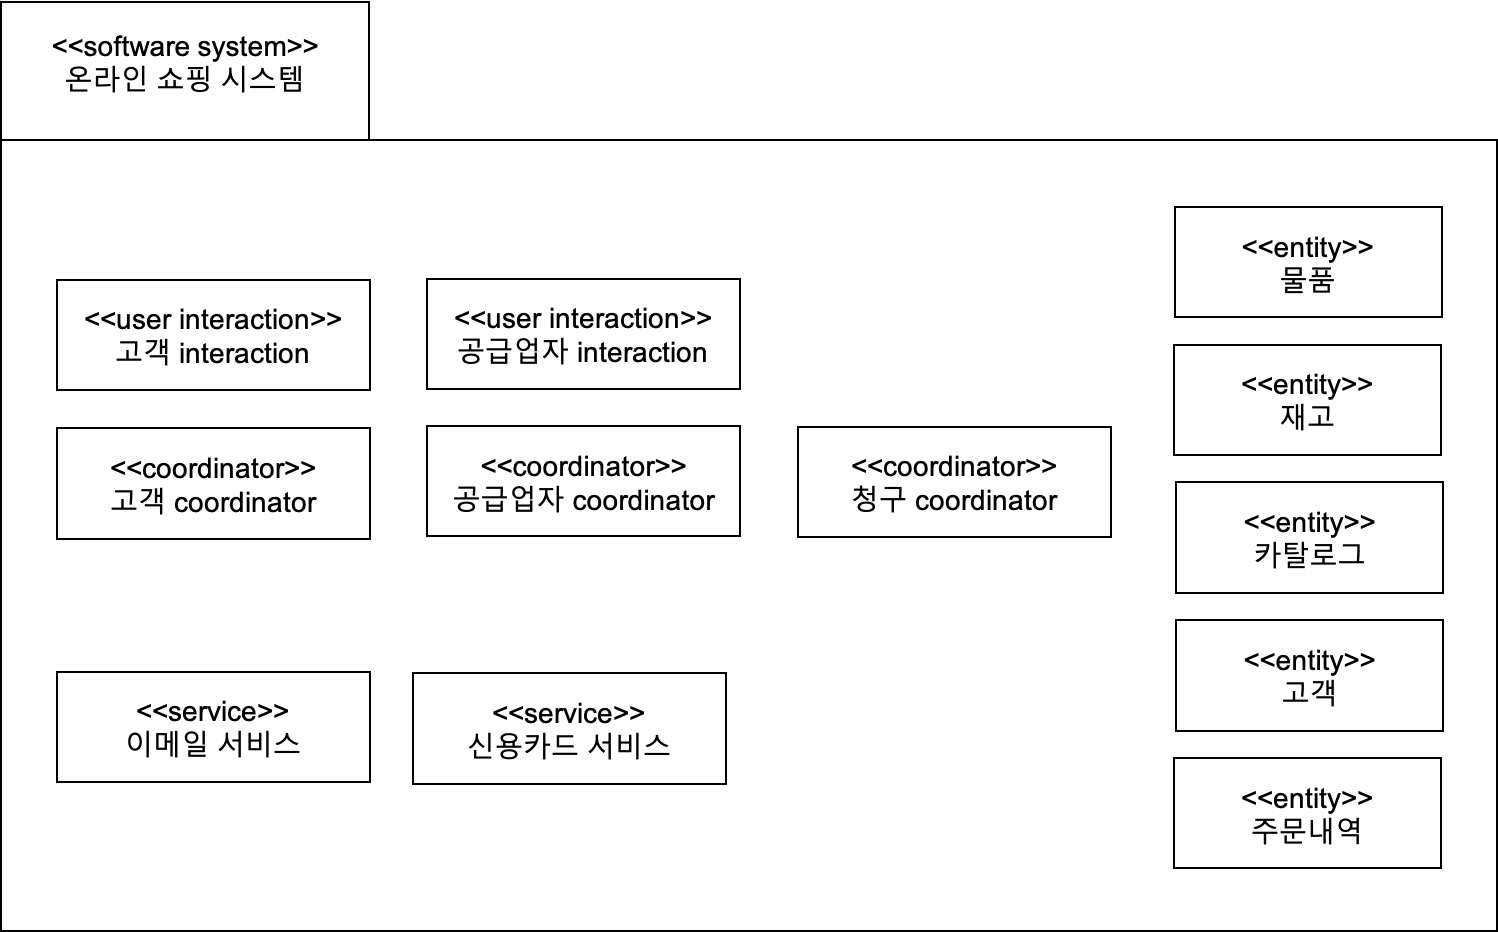 <<software system>>
온라인 쇼핑 시스템
<<user interaction>>
고객 interaction
<<user interaction>>
공급업자 interaction
<<coordinator>>
고객 coordinator
<<coordinator>>
공급업자 coordinator
<<coordinator>>
청구 coordinator
<<service>>
이메일 서비스
<<service>>
신용카드 서비스
<<entity>>
물품
<<entity>>
재고
<<entity>>
카탈로그
<<entity>>
고객
<<entity>>
주문내역